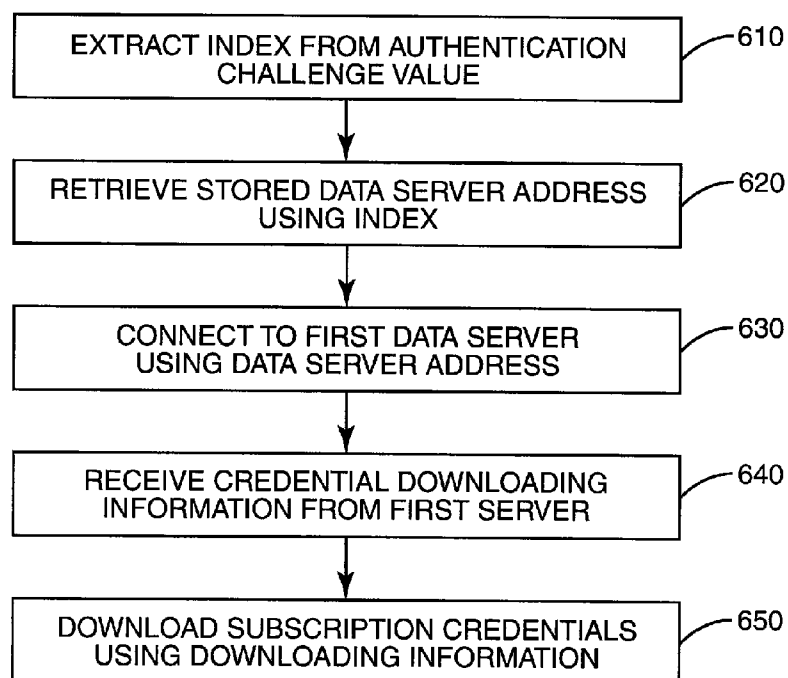 EXTRACT INDEX FROM AUTHENTICATION
CHALLENGE VALUE
610
RETRIEVE STORED DATA SERVER ADDRESS
USING INDEX
620
CONNECT TO FIRST DATA SERVER
USING DATA SERVER ADDRESS
630
RECEIVE CREDENTIAL DOWNLOADING
INFORMATION FROM FIRST SERVER
640
DOWNLOAD SUBSCRIPTION CREDENTIALS
USING DOWNLOADING INFORMATION
650